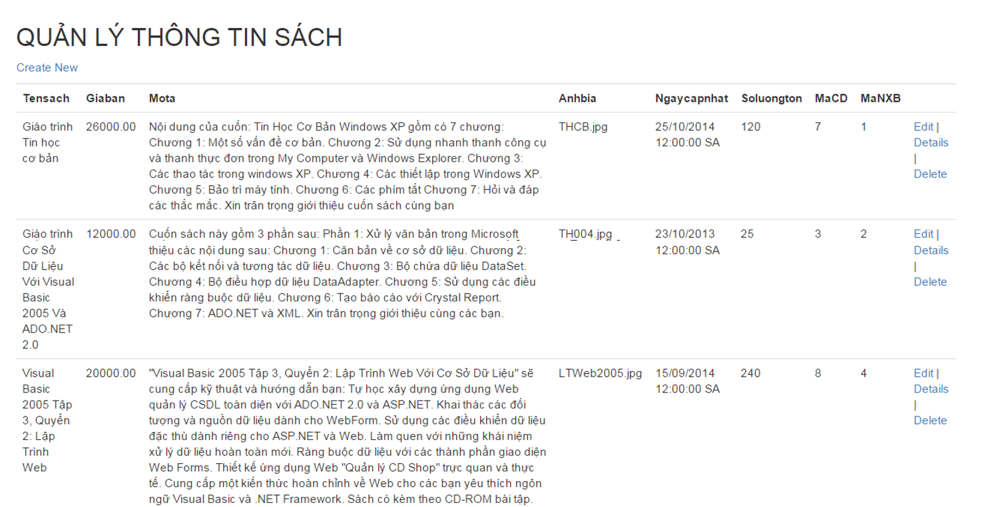 QUẢN LÝ THÔNG TIN SÁCH
Create New
Tensach Giaban Mota Anhbia Ngaycapnhat Soluongton MaCD MaNXB
Giáo trình 26000.00 Nội dung của cuốn: Tin Học Cơ Bản Windows XP gồm có 7 chương: THCB.jpg 25/10/2014 120 7 1 Edit |
Tin học Chương 1: Một số vấn đề cơ bản. Chương 2: Sử dụng nhanh thanh công cụ 12:00:00 SA Details
cơ bản và thanh thực đơn trong My Computer và Windows Explorer. Chương 3: |
Các thao tác trong windows XP. Chương 4: Các thiết lập trong Windows XP. Delete
Chương 5: Bảo trì máy tính. Chương 6: Các phím tắt Chương 7: Hỏi và đáp
các thắc mắc. Xin trân trọng giới thiệu cuốn sách cùng bạn
Giáo trình 12000.00 Cuốn sách này gồm 3 phần sau: Phần 1: Xử lý văn bản trong Microsoft TH004.jpg 23/10/2013 25 3 2 Edit |
Cơ Sở thiệu các nội dung sau: Chương 1: Căn bản về cơ sở dữ liệu. Chương 2: 12:00:00 SA Details
Dữ Liệu Các bộ kết nối và tương tác dữ liệu. Chương 3: Bộ chứa dữ liệu DataSet. |
Với Visual Chương 4: Bộ điều hợp dữ liệu DataAdapter. Chương 5: Sử dụng các điều Delete
Basic khiển ràng buộc dữ liệu. Chương 6: Tạo báo cáo với Crystal Report.
2005 Và Chương 7: ADO.NET và XML. Xin trân trọng giới thiệu cùng các bạn.
ADO.NET
2.0
Visual 20000.00 "Visual Basic 2005 Tập 3, Quyển 2: Lập Trình Web Với Cơ Sở Dữ Liệu" sẽ LTWeb2005.jpg 15/09/2014 240 8 4 Edit |
Basic cung cấp kỹ thuật và hướng dẫn bạn: Tự học xây dựng ứng dụng Web 12:00:00 SA Details
2005 Tập quản lý CSDL toàn diện với ADO.NET 2.0 và ASP.NET. Khai thác các đối |
3, Quyển tượng và nguồn dữ liệu dành cho WebForm. Sử dụng các điều khiển dữ liệu Delete
2: Lập đặc thù dành riêng cho ASP.NET và Web. Làm quen với những khái niệm
Trình xử lý dữ liệu hoàn toàn mới. Ràng buộc dữ liệu với các thành phần giao diện
Web Web Forms. Thiết kế ứng dụng Web "Quản lý CD Shop" trực quan và thực
tế. Cung cấp một kiến thức hoàn chỉnh về Web cho các bạn yêu thích ngôn
ngữ Visual Basic và .NET Framework. Sách có kèm theo CD-ROM bài tập.